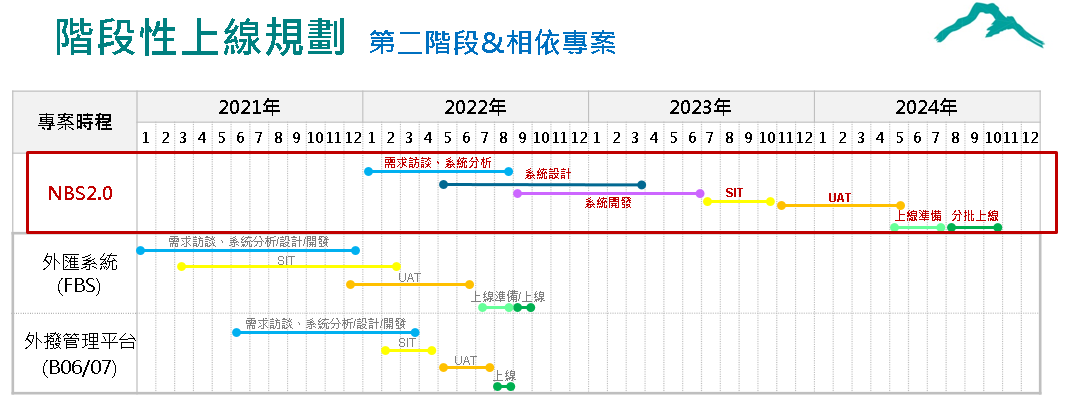 階段性上線規劃 第二階段&相依專案
專案時程 2021年 2022年 2023年 2024年
1 2 3 4 5 6 7 8 9 10 11 12 1 2 3 4 5 6 7 8 9 10 11 12 1 2 3 4 5 6 7 8 9 10 11 12 1 2 3 4 5 6 7 8 9 10 11 12
NBS2.0
需求訪談、系統分析
系統設計
系統開發
SIT
UAT
上線準備 分批上線
外匯系統
(FBS)
需求訪談、系統分析/設計/開發
SIT
UAT
上線準備/上線
外撥管理平台
(B06/07)
需求訪談、系統分析/設計/開發
SIT
UAT
上線